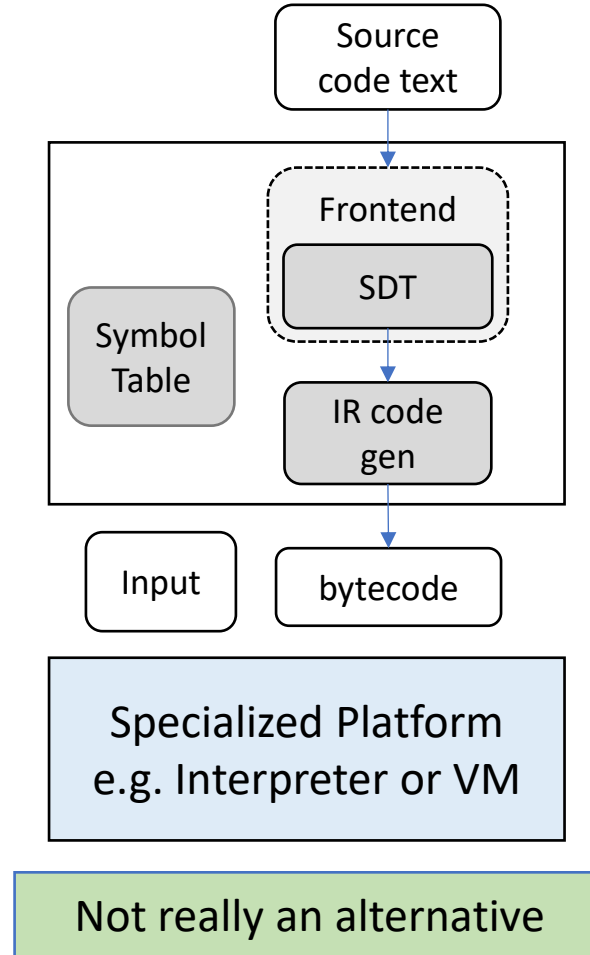 Source
code text
Frontend
SDT
Symbol
Table
IR code
gen
Input
bytecode
Specialized Platform
e.g. Interpreter or VM
Not really an alternative